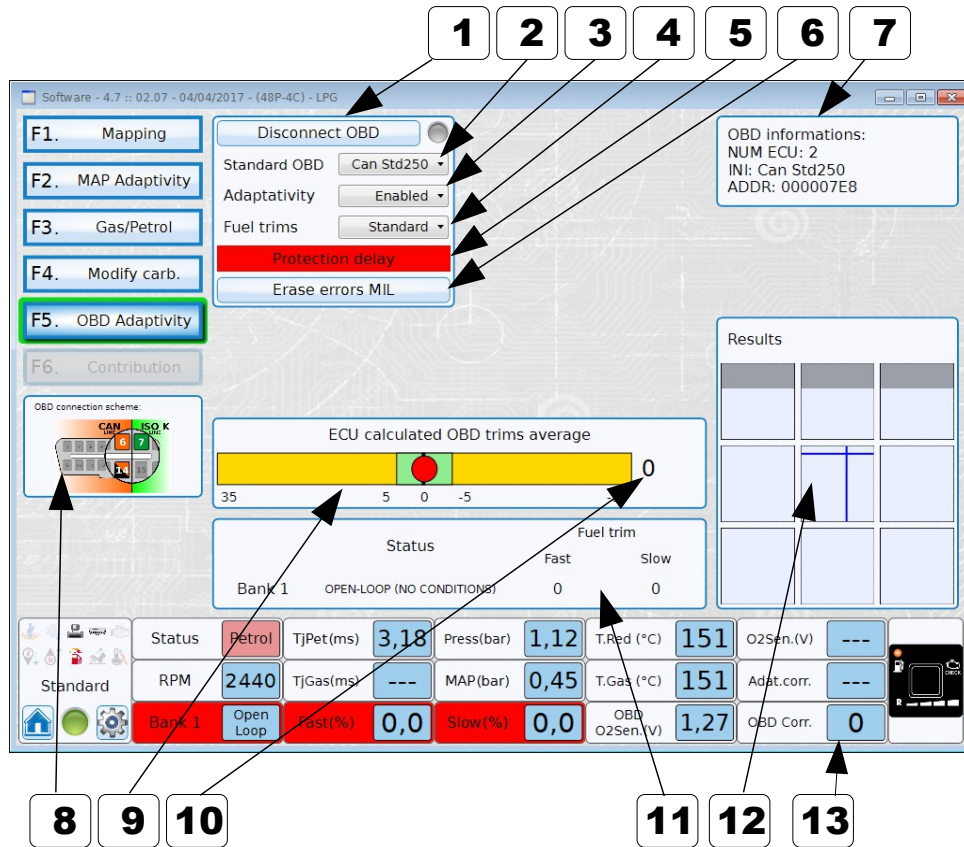 1 2 3 4 5 6 7
Software - 4.7 :: 02.07 - 04/04/2017 - (48P-4C) - LPG
F1. Mapping
F2. MAP Adaptivity
F3. Gas/Petrol
F4. Modify carb.
F5. OBD Adaptivity
F6. Contribution
Disconnect OBD
Standard OBD Can Std250
Adaptativity Enabled
Fuel trims Standard
Protection delay
Erase errors MIL
OBD informations:
NUM ECU: 2
INI: Can Std250
ADDR: 000007E8
OBD connection scheme:
CAN ISO K
LINE LINE
6 7
14 15
ECU calculated OBD trims average
0
35 5 0 -5
Status Fuel trim
Fast Slow
Bank 1 OPEN-LOOP (NO CONDITIONS) 0 0
Results
Status Petrol TjPet(ms) 3,18 Press(bar) 1,12 T.Red (°C) 151 O2Sen.(V) ---
Standard RPM 2440 TjGas(ms) --- MAP(bar) 0,45 T.Gas (°C) 151 Adat.corr. ---
Bank 1 Open Loop Fast(%) 0,0 Slow(%) 0,0 OBD O2Sen.(V) 1,27 OBD Corr. 0
CHECK
R
8 9 10 11 12 13